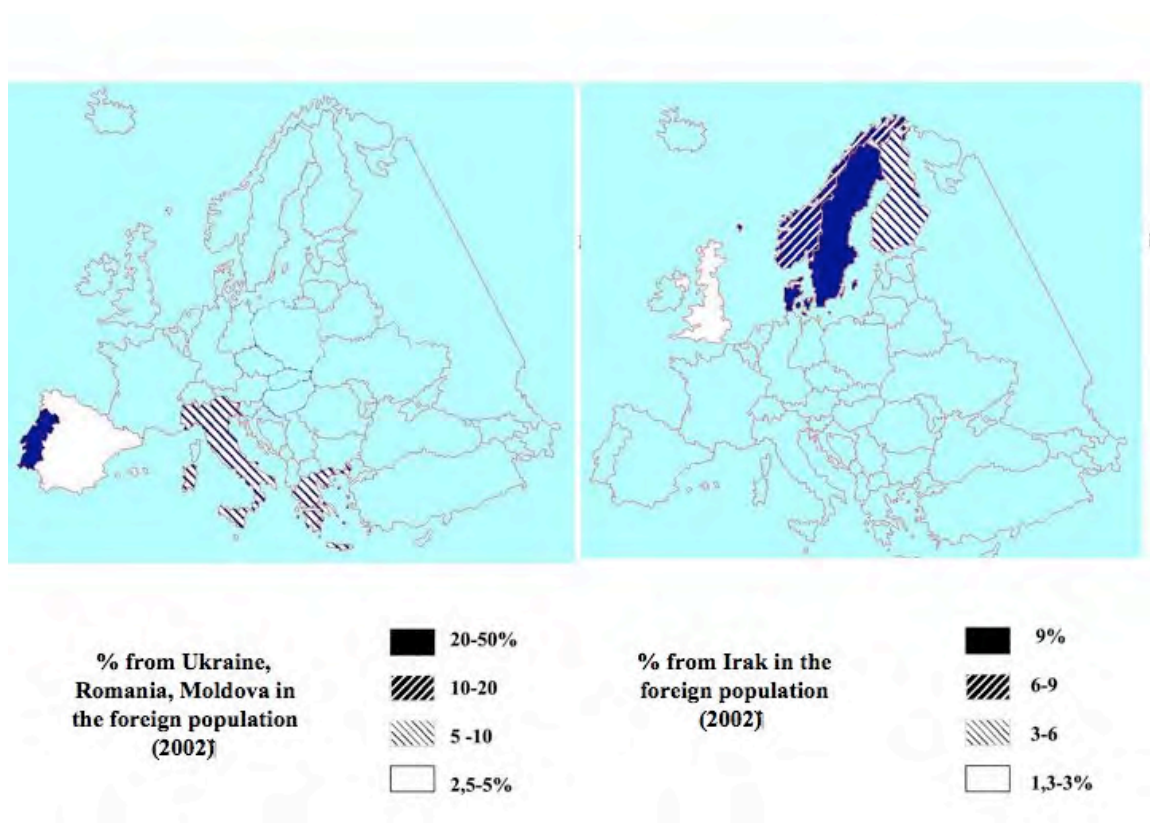 % from Ukraine,
Romania, Moldova in
the foreign population
(2002)
20-50%
10-20
5 -10
2,5-5%
% from Irak in the
foreign population
(2002)
9%
6-9
3-6
1,3-3%